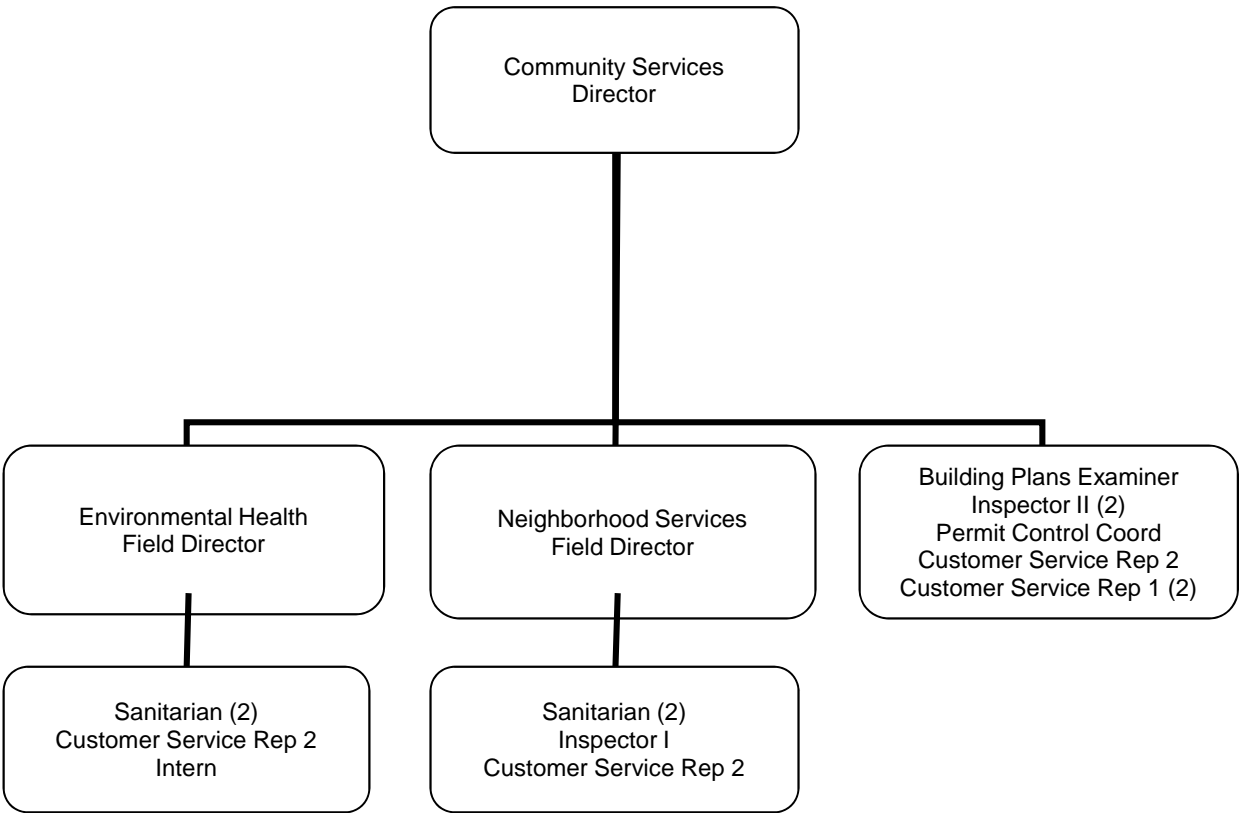 Community Services
Director
Environmental Health
Field Director
Neighborhood Services
Field Director
Building Plans Examiner
Inspector II (2)
Permit Control Coord
Customer Service Rep 2
Customer Service Rep 1 (2)
Sanitarian (2)
Customer Service Rep 2
Intern
Sanitarian (2)
Inspector I
Customer Service Rep 2